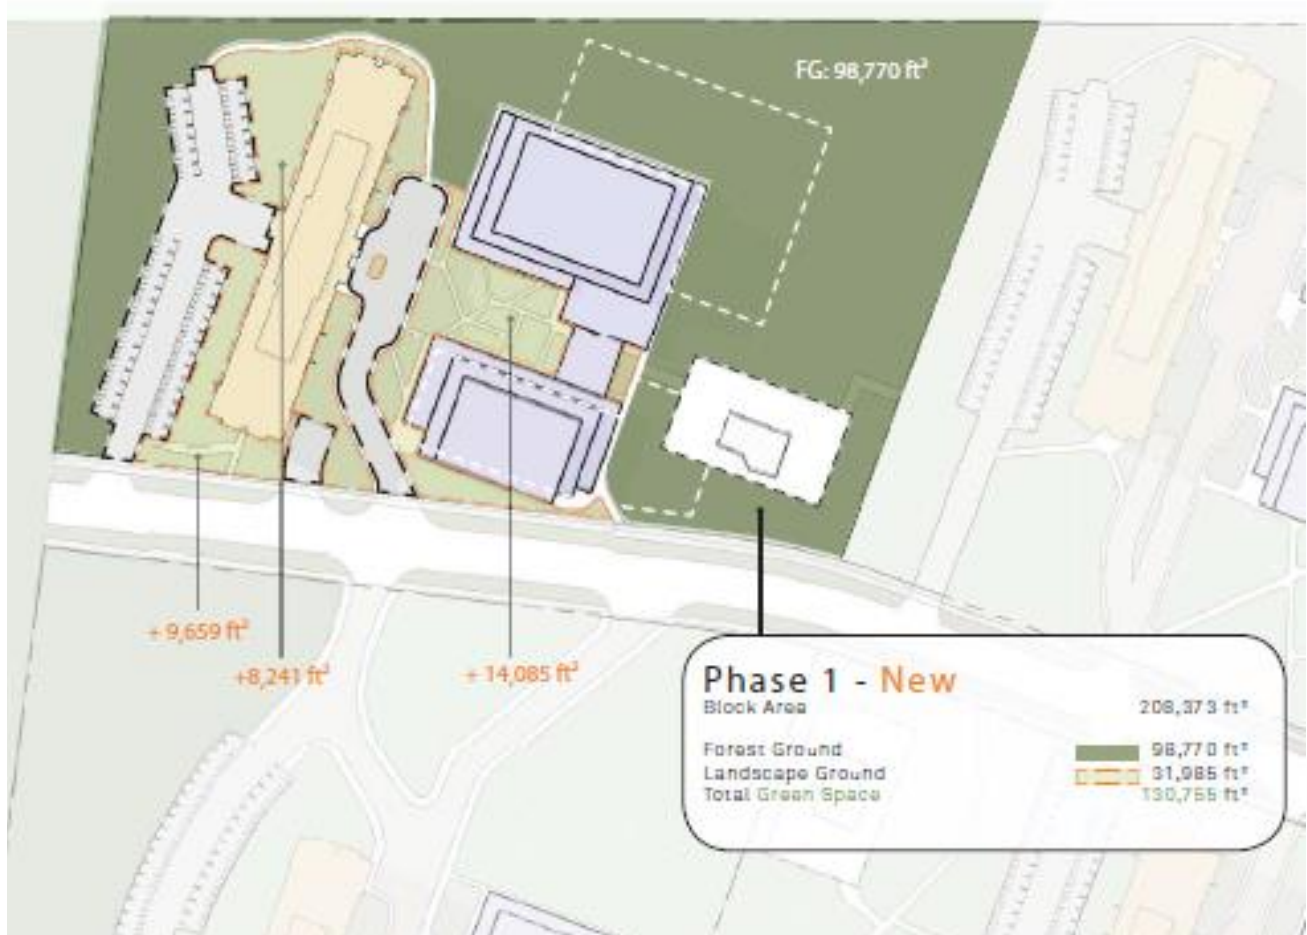 FG: 98,770 ft²
+ 9,659 ft²
+8,241 ft²
+ 14,085 ft²
Phase 1 - New
Block Area 208,373 ft²
Forest Ground 98,770 ft²
Landscape Ground 31,985 ft²
Total Green Space 130,755 ft²